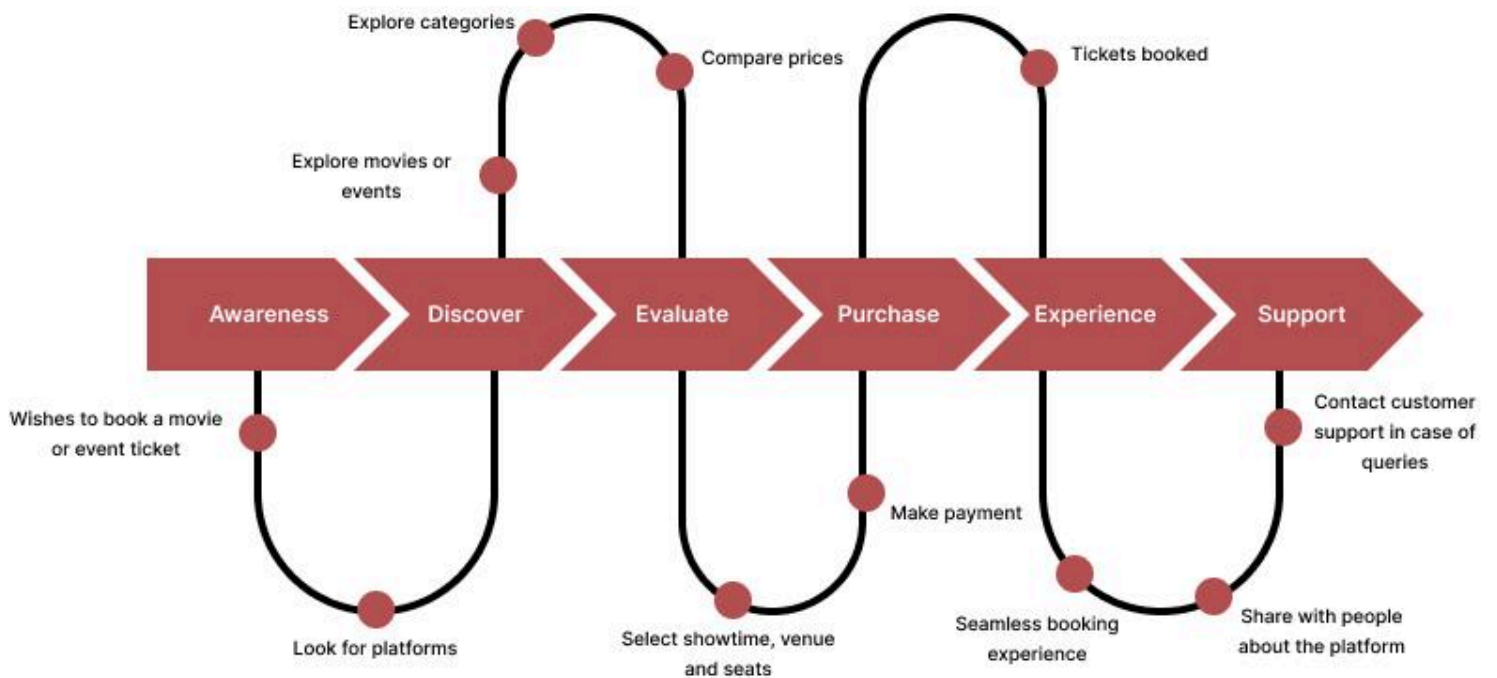 Explore categories
Compare prices
Tickets booked
Explore movies or
events
Awareness
Discover
Evaluate
Purchase
Experience
Support
Wishes to book a movie
or event ticket
Look for platforms
Select showtime, venue
and seats
Make payment
Seamless booking
experience
Share with people
about the platform
Contact customer
support in case of
queries